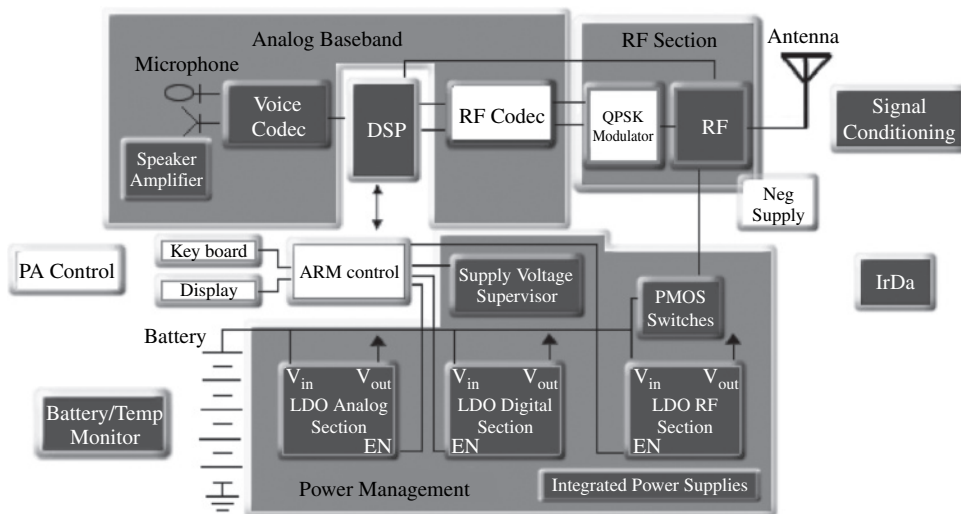 Analog Baseband
RF Section
Antenna
Microphone
Voice
Codec
DSP
RF Codec
QPSK
Modulator
RF
Signal
Conditioning
Speaker
Amplifier
Neg
Supply
PA Control
Key board
Display
ARM control
Supply Voltage
Supervisor
PMOS
Switches
IrDa
Battery
Vin Vout
LDO Analog
Section
EN
Vin Vout
LDO Digital
Section
EN
Vin Vout
LDO RF
Section
EN
Battery/Temp
Monitor
Power Management
Integrated Power Supplies